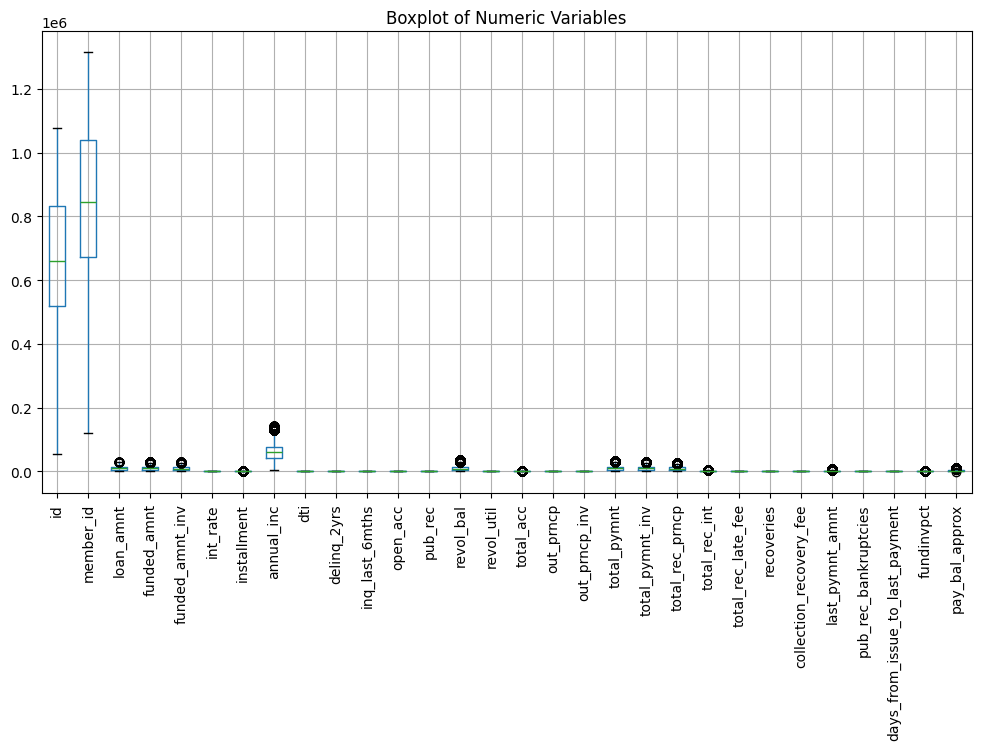 Boxplot of Numeric Variables
1e6
1.2
1.0
0.8
0.6
0.4
0.2
0.0
id
member_id
loan_amnt
funded_amnt
funded_amnt_inv
int_rate
installment
annual_inc
dti
delinq_2yrs
inq_last_6mths
open_acc
pub_rec
revol_bal
revol_util
total_acc
out_prncp
out_prncp_inv
total_pymnt
total_pymnt_inv
total_rec_prncp
total_rec_int
total_rec_late_fee
recoveries
collection_recovery_fee
last_pymnt_amnt
pub_rec_bankruptcies
days_from_issue_to_last_payment
fundinvpct
pay_bal_approx